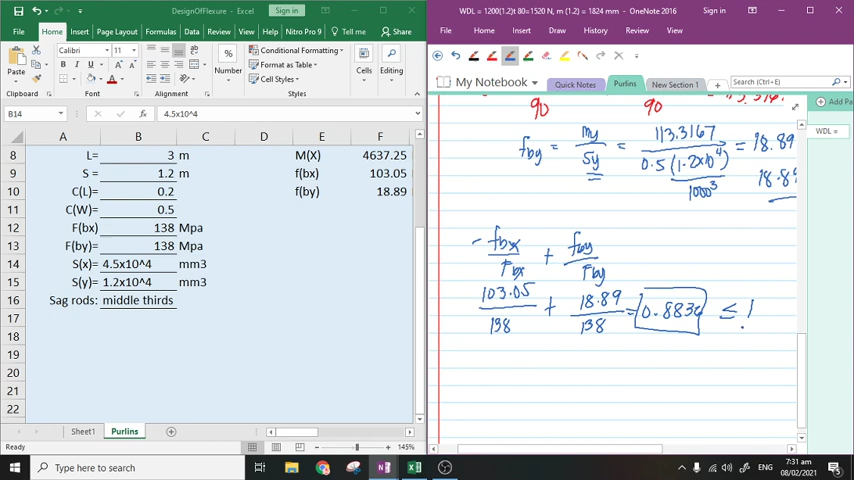 DesignOfFlexure - Excel
Sign in
File Home Insert Page Layout Formulas Data Review View Help Nitro Pro 9 Tell me Share
Paste
Calibri 11
Number
Conditional Formatting
Format as Table
Cell Styles
Cells
Editing
Clipboard Font Alignment Styles
B14 4.5x10^4
A B C D E F
8 L= 3 m M(X) 4637.25
9 S = 1.2 m f(bx) 103.05
10 C(L)= 0.2 f(by) 18.89
11 C(W)= 0.5
12 F(bx)= 138 Mpa
13 F(by)= 138 Mpa
14 S(x)= 4.5x10^4 mm3
15 S(y)= 1.2x10^4 mm3
16 Sag rods: middle thirds
17
18
19
20
21
22
Sheet1 Purlins
Ready 145%
WDL = 1200(1.2)t 80=1520 N, m (1.2) = 1824 mm - OneNote 2016
Sign in
File Home Insert Draw History Review View Nitro Pro 9
My Notebook Quick Notes Purlins New Section 1 Search (Ctrl+E)
Add Pa
WDL =
90 90
fby = My/Sy = 113.3167/0.5(1.2x10^4)/1000^3 = 18.89
18.89
- fbx/Fbx + fby/Fby
103.05/138 + 18.89/138 = 0.8836 ≤ 1
Type here to search
ENG
7:31 am
08/02/2021